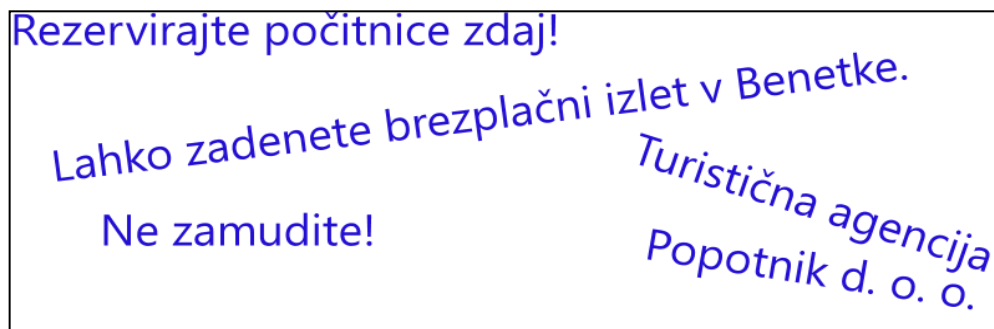 Rezervirajte počitnice zdaj!
Lahko zadenete brezplačni izlet v Benetke.
Ne zamudite!
Turistična agencija
Popotnik d. o. o.